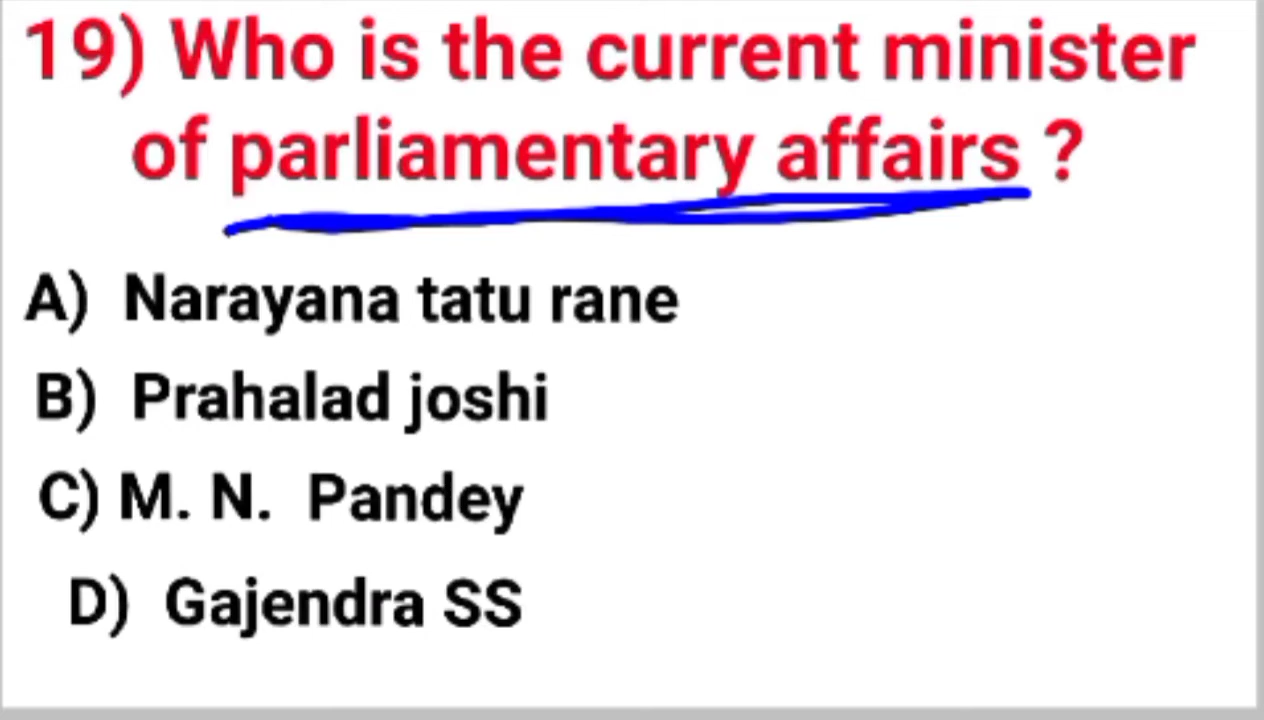 19) Who is the current minister
of parliamentary affairs ?
A) Narayana tatu rane
B) Prahalad joshi
C) M. N. Pandey
D) Gajendra SS